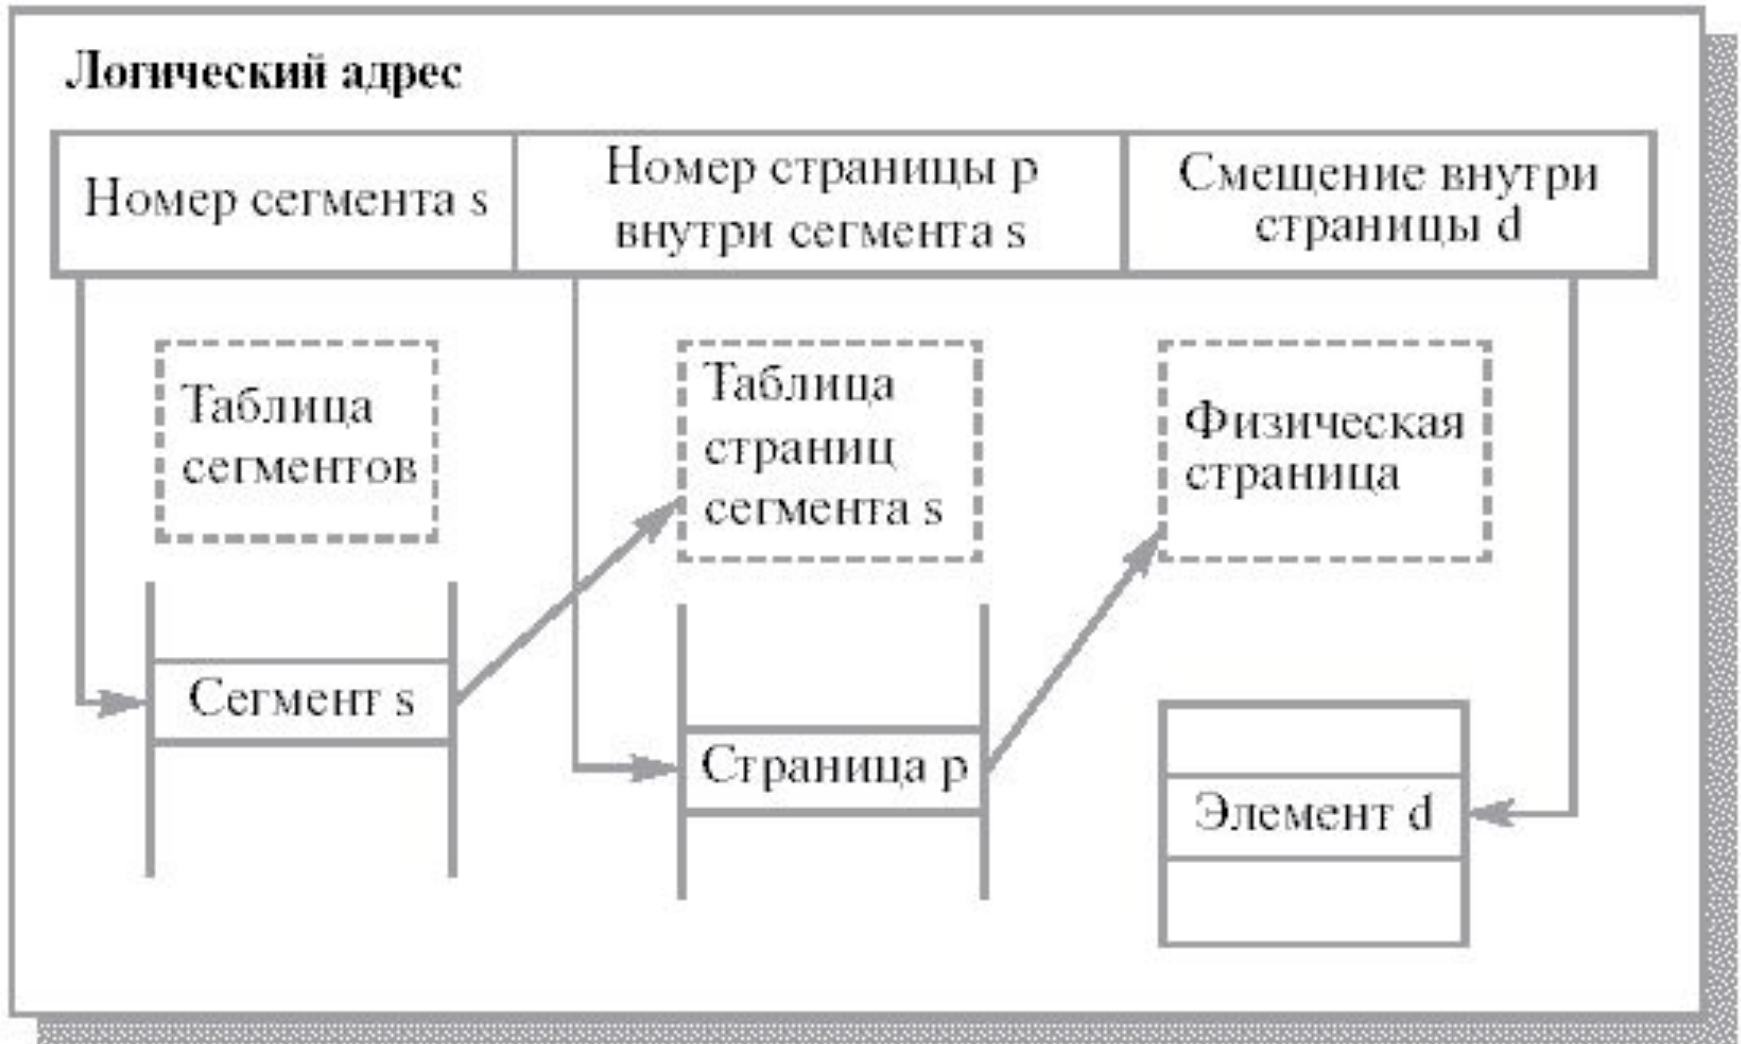 Логический адрес
Номер сегмента s
Номер страницы p
внутри сегмента s
Смещение внутри
страницы d
Таблица
сегментов
Таблица
страниц
сегмента s
Физическая
страница
Сегмент s
Страница p
Элемент d